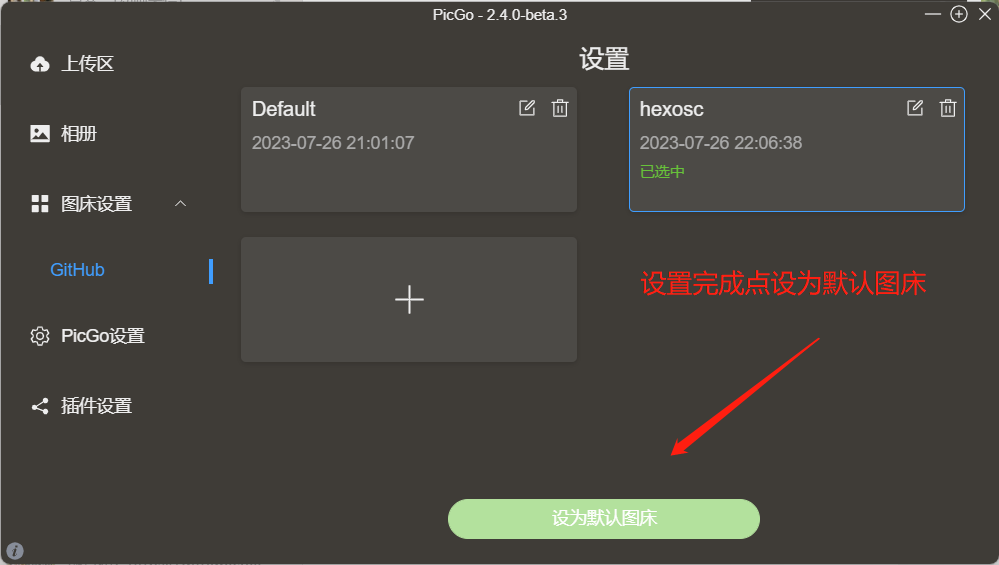 PicGo - 2.4.0-beta.3
上传区
相册
图床设置
GitHub
PicGo设置
插件设置
设置
Default
2023-07-26 21:01:07
hexosc
2023-07-26 22:06:38
已选中
设置完成点设为默认图床
设为默认图床